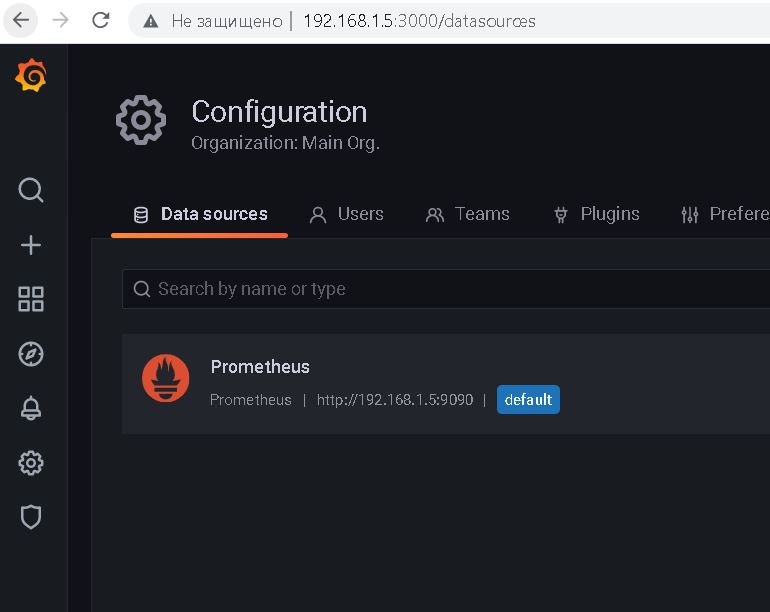 Не защищено | 192.168.1.5:3000/datasources
Configuration
Organization: Main Org.
Data sources Users Teams Plugins Prefere
Search by name or type
Prometheus
Prometheus | http://192.168.1.5:9090 | default